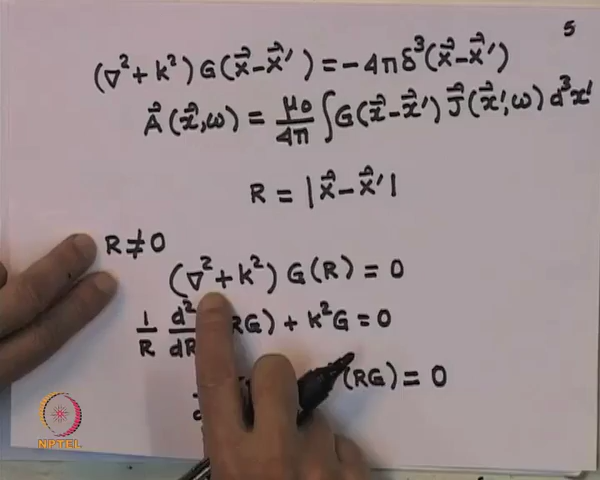 5
(∇² + k²) G(x⃗ - x⃗′) = -4π δ³(x⃗ - x⃗′)
A⃗(x⃗,ω) = μ₀/4π ∫ G(x⃗ - x⃗′) J⃗(x⃗′,ω) d³x′
R = |x⃗ - x⃗′|
R ≠ 0
(∇² + k²) G(R) = 0
1/R d²/dR RG) + k²G = 0
(RG) = 0
NPTEL